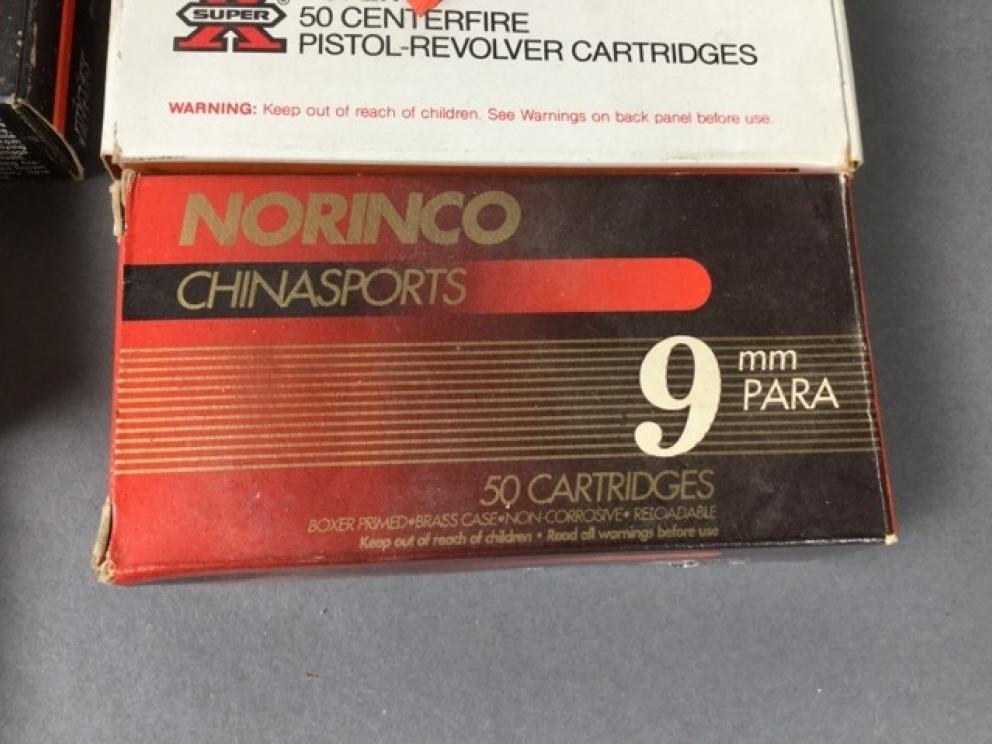 SUPER
X
®
50 CENTERFIRE
PISTOL-REVOLVER CARTRIDGES
WARNING: Keep out of reach of children. See Warnings on back panel before use.
NORINCO
CHINASPORTS
9 mm
PARA
50 CARTRIDGES
BOXER PRIMED•BRASS CASE•NON-CORROSIVE•RELOADABLE
Keep out of reach of children • Read all warnings before use